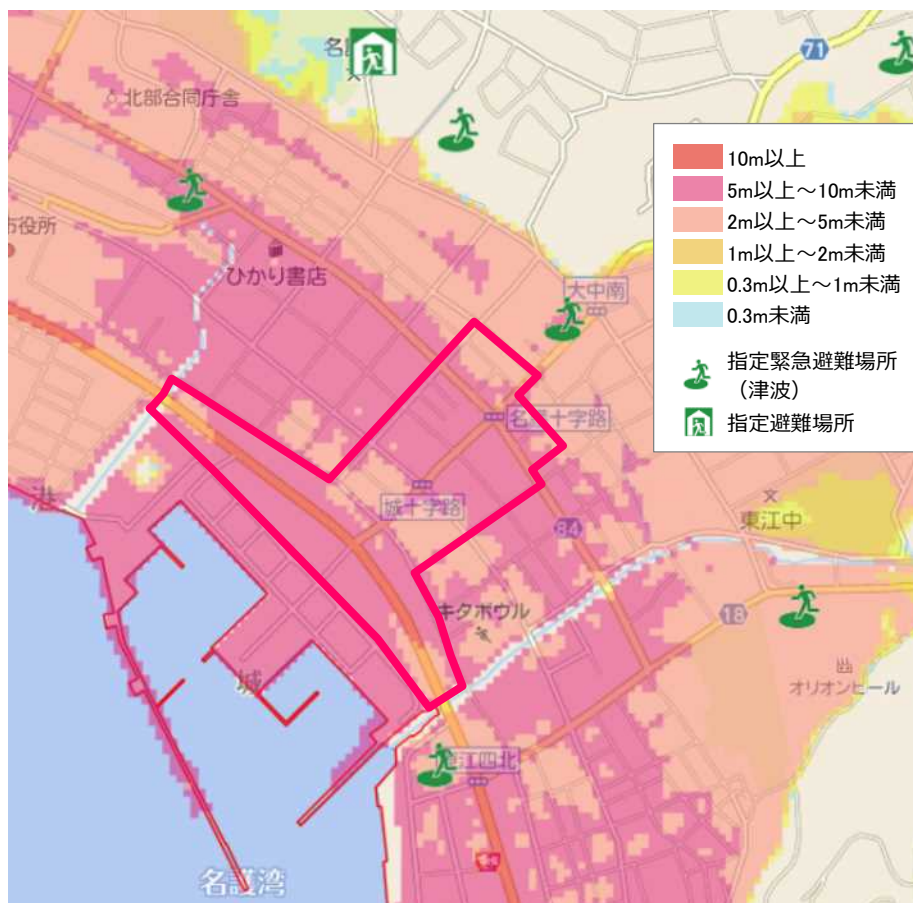 71
北部合同庁舎
市役所
ひかり書店
大中南
名護十字路
城十字路
港
84
東江中
キタボウル
18
城
オリオンビール
名護湾
10m以上
5m以上～10m未満
2m以上～5m未満
1m以上～2m未満
0.3m以上～1m未満
0.3m未満
指定緊急避難場所
（津波）
指定避難場所